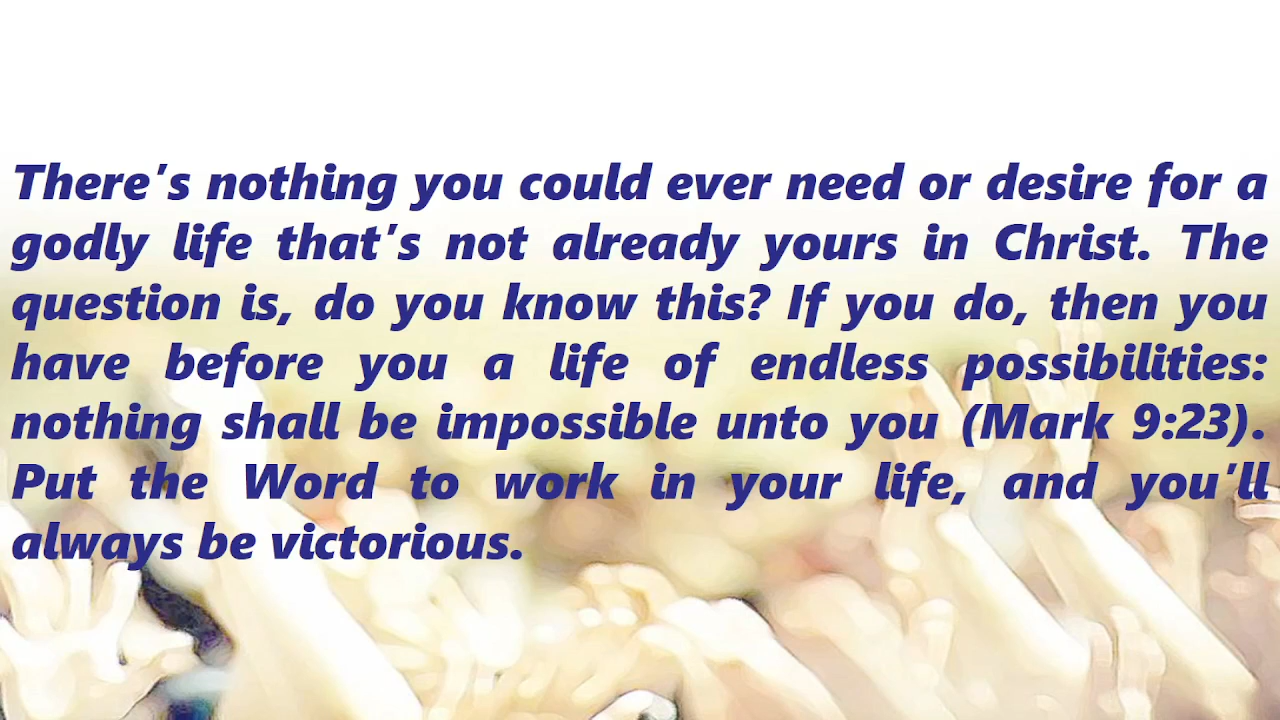 There's nothing you could ever need or desire for a
godly life that's not already yours in Christ. The
question is, do you know this? If you do, then you
have before you a life of endless possibilities:
nothing shall be impossible unto you (Mark 9:23).
Put the Word to work in your life, and you'll
always be victorious.